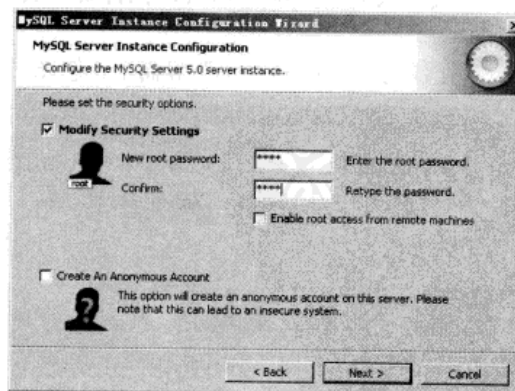 MySQL Server Instance Configuration Wizard
MySQL Server Instance Configuration
Configure the MySQL Server 5.0 server instance.
Please set the security options.
Modify Security Settings
root
New root password:
****
Enter the root password.
Confirm:
****
Retype the password.
Enable root access from remote machines
Create An Anonymous Account
This option will create an anonymous account on this server. Please
note that this can lead to an insecure system.
< Back
Next >
Cancel